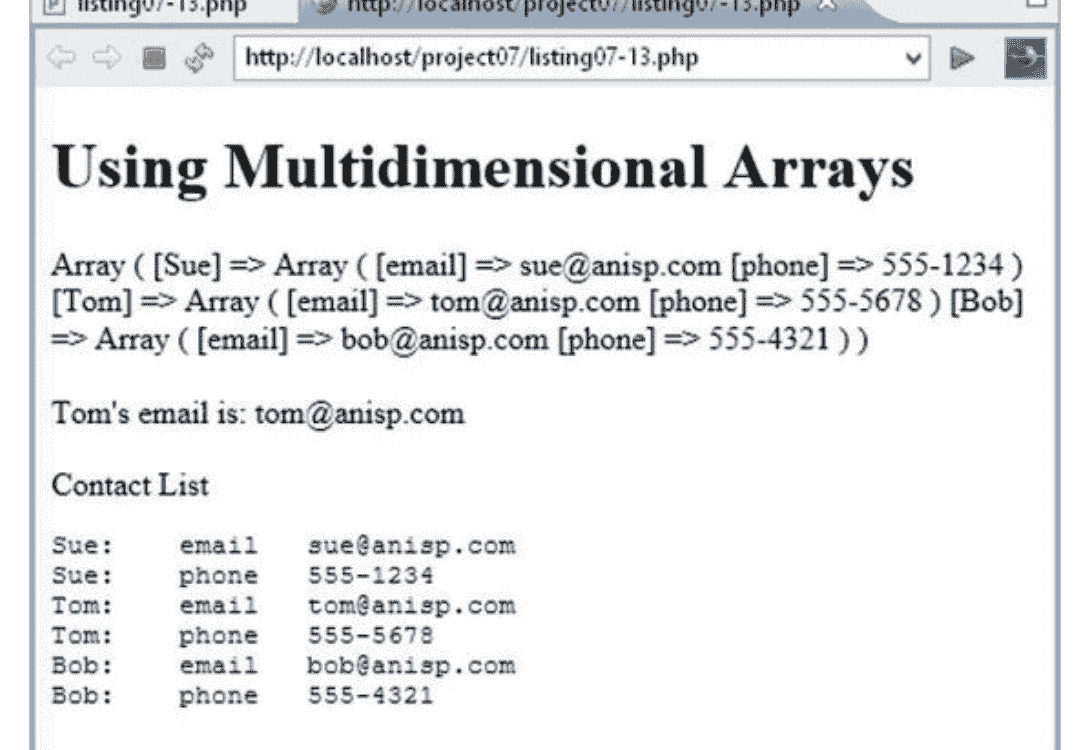 listing07-13.php http://localhost/project07/listing07-13.php
http://localhost/project07/listing07-13.php
Using Multidimensional Arrays
Array ( [Sue] => Array ( [email] => sue@anisp.com [phone] => 555-1234 )
[Tom] => Array ( [email] => tom@anisp.com [phone] => 555-5678 ) [Bob]
=> Array ( [email] => bob@anisp.com [phone] => 555-4321 ) )
Tom's email is: tom@anisp.com
Contact List
Sue: email sue@anisp.com
Sue: phone 555-1234
Tom: email tom@anisp.com
Tom: phone 555-5678
Bob: email bob@anisp.com
Bob: phone 555-4321